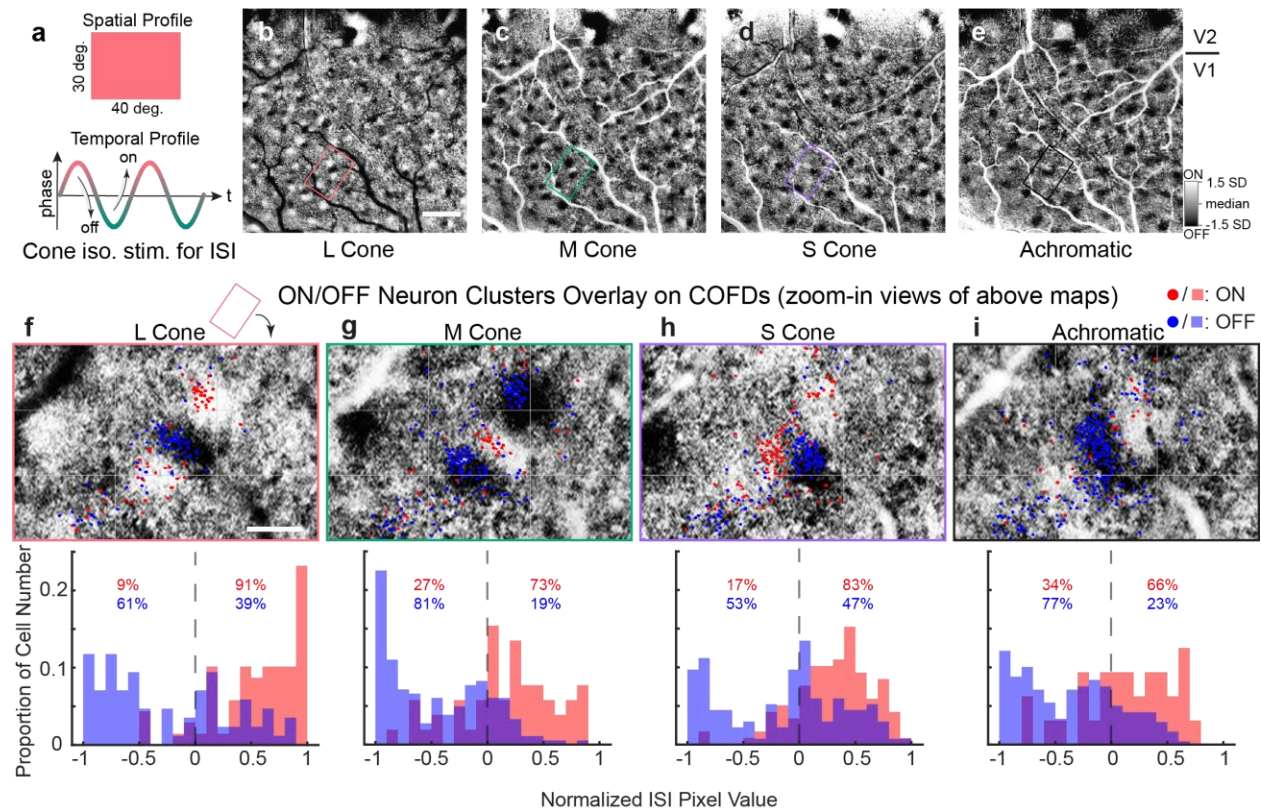 a
Spatial Profile
30 deg.
40 deg.
Temporal Profile
on
phase
t
off
Cone iso. stim. for ISI
b
L Cone
c
M Cone
d
S Cone
e
Achromatic
V2
V1
ON
1.5 SD
median
-1.5 SD
OFF
ON/OFF Neuron Clusters Overlay on COFDs (zoom-in views of above maps)
/ : ON
/ : OFF
f
L Cone
g
M Cone
h
S Cone
i
Achromatic
Proportion of Cell Number
0.2
0.1
0
9% 91%
61% 39%
27% 73%
81% 19%
17% 83%
53% 47%
34% 66%
77% 23%
-1 -0.5 0 0.5 1
-1 -0.5 0 0.5 1
-1 -0.5 0 0.5 1
-1 -0.5 0 0.5 1
Normalized ISI Pixel Value